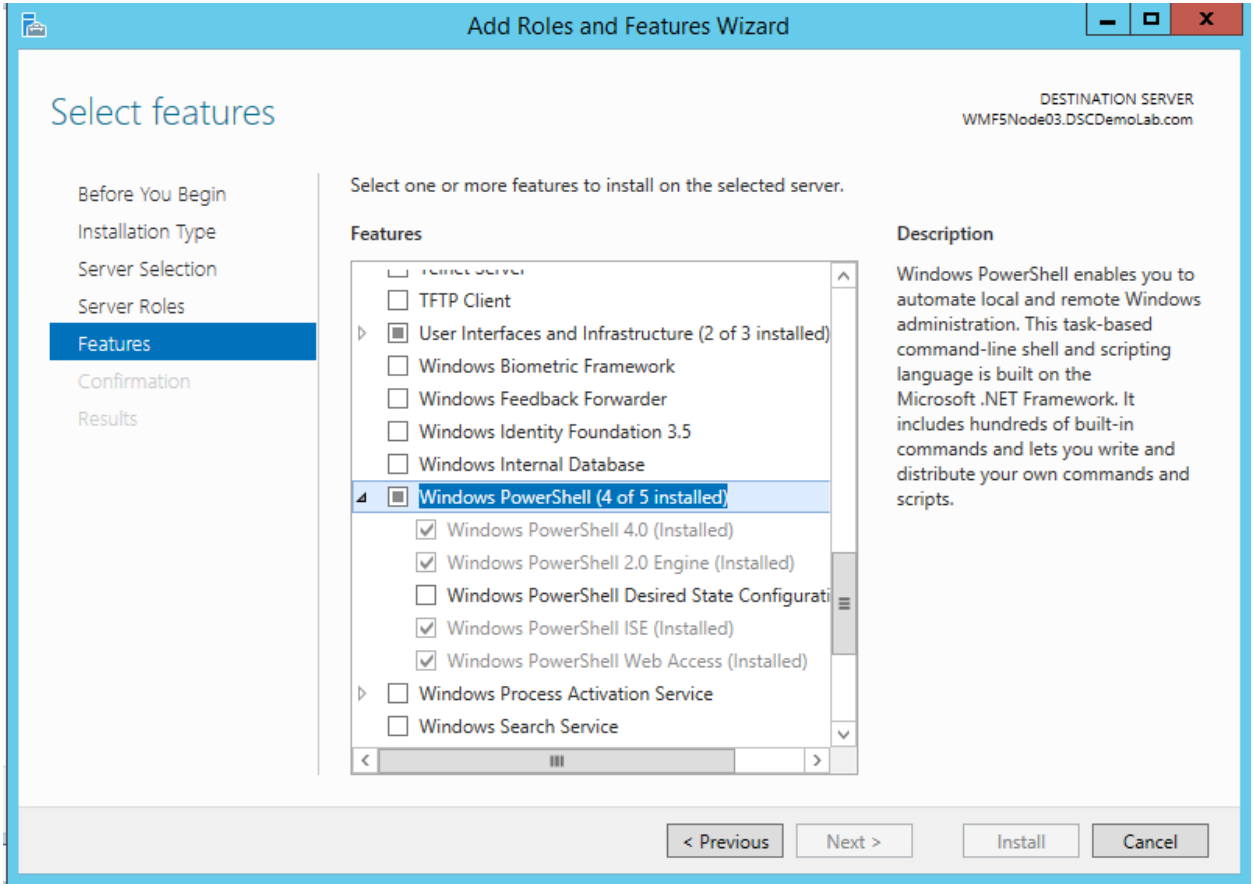 Add Roles and Features Wizard
Select features
DESTINATION SERVER
WMF5Node03.DSCDemoLab.com
Before You Begin
Installation Type
Server Selection
Server Roles
Features
Confirmation
Results
Select one or more features to install on the selected server.
Features
Telnet Server
TFTP Client
User Interfaces and Infrastructure (2 of 3 installed)
Windows Biometric Framework
Windows Feedback Forwarder
Windows Identity Foundation 3.5
Windows Internal Database
Windows PowerShell (4 of 5 installed)
Windows PowerShell 4.0 (Installed)
Windows PowerShell 2.0 Engine (Installed)
Windows PowerShell Desired State Configurati
Windows PowerShell ISE (Installed)
Windows PowerShell Web Access (Installed)
Windows Process Activation Service
Windows Search Service
Description
Windows PowerShell enables you to
automate local and remote Windows
administration. This task-based
command-line shell and scripting
language is built on the
Microsoft .NET Framework. It
includes hundreds of built-in
commands and lets you write and
distribute your own commands and
scripts.
< Previous
Next >
Install
Cancel